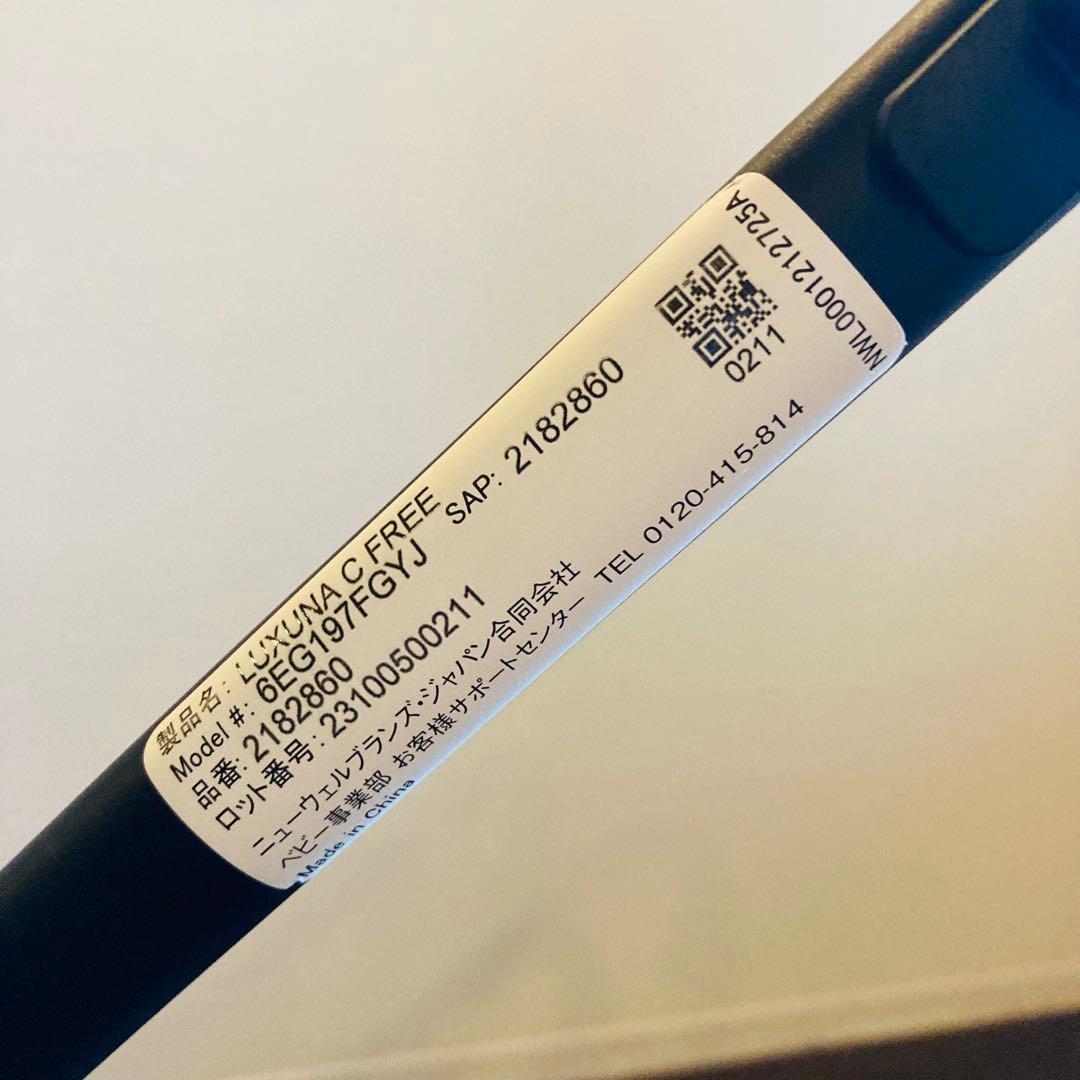 製品名: LUXUNA C FREE
Model #: 6EG197FGYJ
SAP: 2182860
品番: 2182860
ロット番号: 23100500211
ニューウェルブランズ・ジャパン合同会社
ベビー事業部 お客様サポートセンター TEL 0120-415-814
Made in China
0211
NWL0001212725A